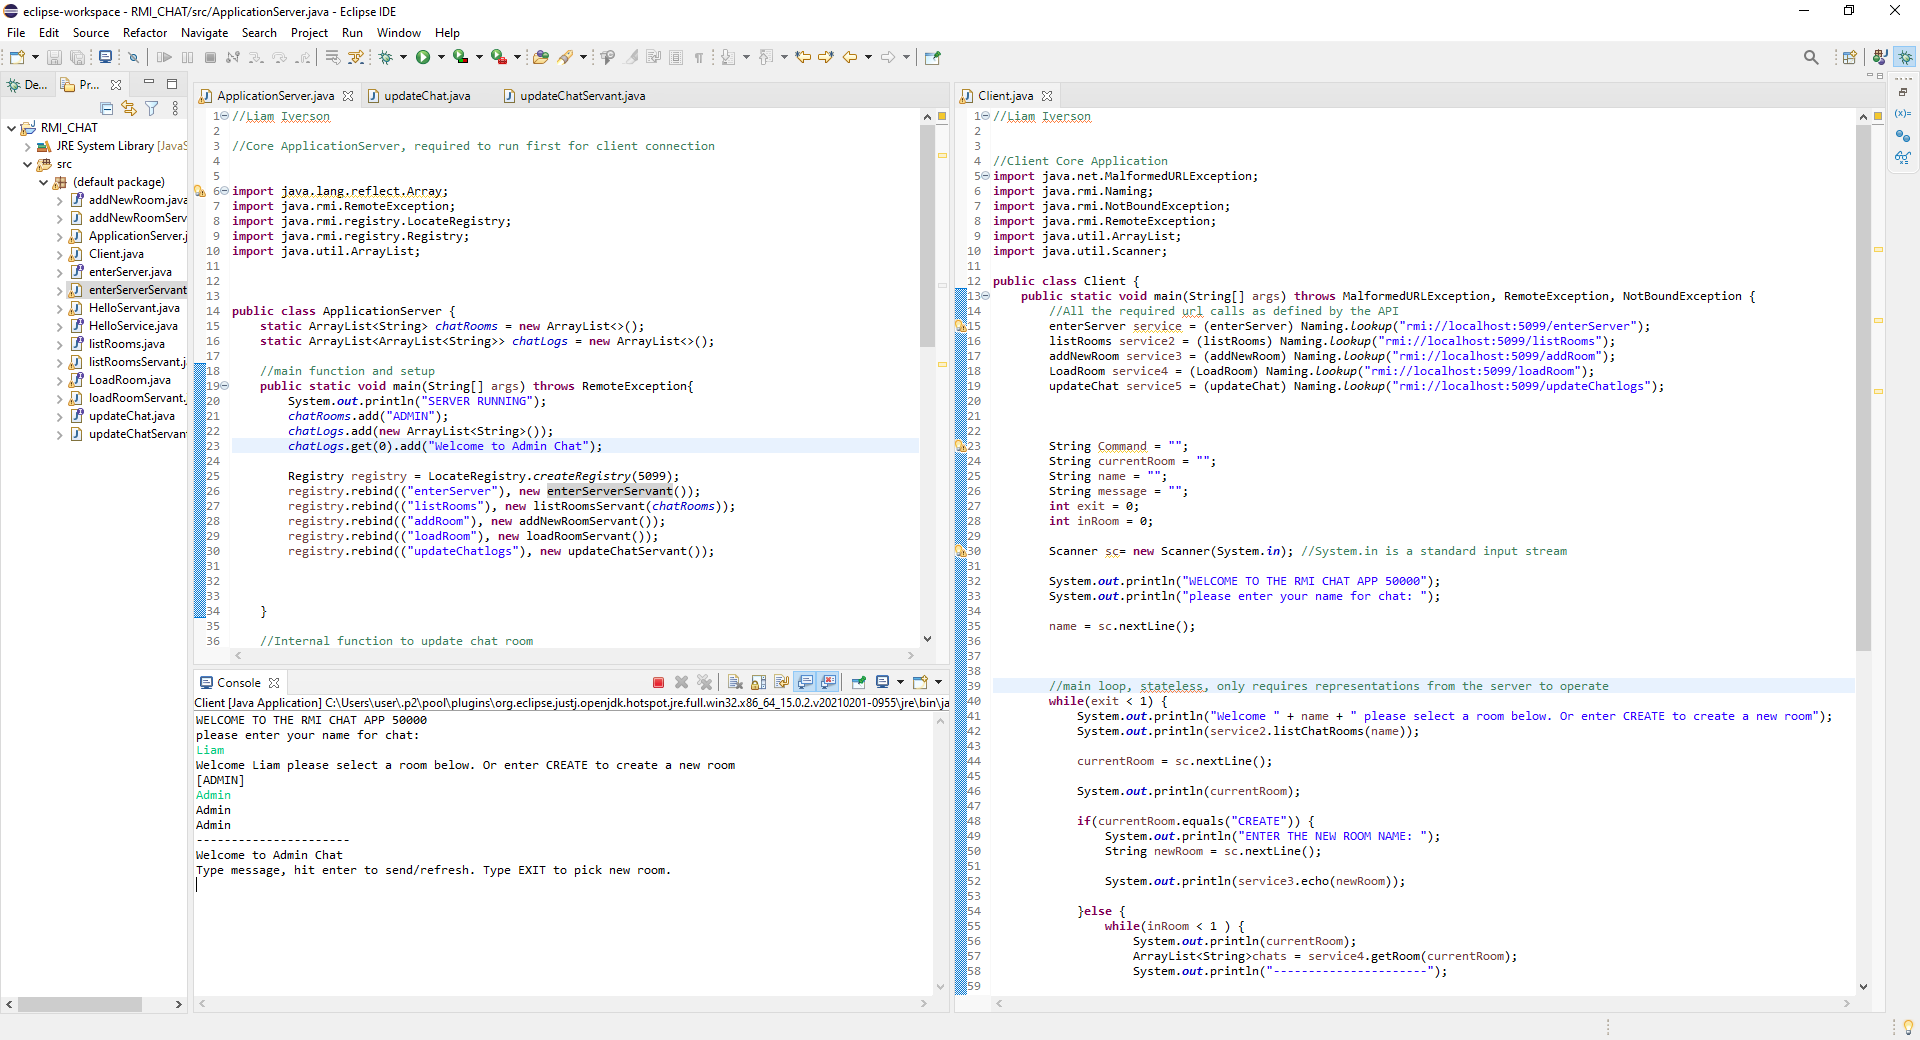 eclipse-workspace - RMI_CHAT/src/ApplicationServer.java - Eclipse IDE
File Edit Source Refactor Navigate Search Project Run Window Help
De... Pr...
RMI_CHAT
JRE System Library [JavaS
src
(default package)
addNewRoom.java
addNewRoomServ
ApplicationServer.j
Client.java
enterServer.java
enterServerServant
HelloServant.java
HelloService.java
listRooms.java
listRoomsServant.j
LoadRoom.java
loadRoomServant.
updateChat.java
updateChatServan
ApplicationServer.java updateChat.java updateChatServant.java
1 //Liam Iverson
2
3 //Core ApplicationServer, required to run first for client connection
4
5
6 import java.lang.reflect.Array;
7 import java.rmi.RemoteException;
8 import java.rmi.registry.LocateRegistry;
9 import java.rmi.registry.Registry;
10 import java.util.ArrayList;
11
12
13
14 public class ApplicationServer {
15 static ArrayList<String> chatRooms = new ArrayList<>();
16 static ArrayList<ArrayList<String>> chatLogs = new ArrayList<>();
17
18 //main function and setup
19 public static void main(String[] args) throws RemoteException{
20 System.out.println("SERVER RUNNING");
21 chatRooms.add("ADMIN");
22 chatLogs.add(new ArrayList<String>());
23 chatLogs.get(0).add("Welcome to Admin Chat");
24
25 Registry registry = LocateRegistry.createRegistry(5099);
26 registry.rebind(("enterServer"), new enterServerServant());
27 registry.rebind(("listRooms"), new listRoomsServant(chatRooms));
28 registry.rebind(("addRoom"), new addNewRoomServant());
29 registry.rebind(("loadRoom"), new loadRoomServant());
30 registry.rebind(("updateChatlogs"), new updateChatServant());
31
32
33
34 }
35
36 //Internal function to update chat room
Console
Client [Java Application] C:\Users\user\.p2\pool\plugins\org.eclipse.justj.openjdk.hotspot.jre.full.win32.x86_64_15.0.2.v20210201-0955\jre\bin\ja
WELCOME TO THE RMI CHAT APP 50000
please enter your name for chat:
Liam
Welcome Liam please select a room below. Or enter CREATE to create a new room
[ADMIN]
Admin
Admin
Admin
----------------------
Welcome to Admin Chat
Type message, hit enter to send/refresh. Type EXIT to pick new room.
Client.java
1 //Liam Iverson
2
3
4 //Client Core Application
5 import java.net.MalformedURLException;
6 import java.rmi.Naming;
7 import java.rmi.NotBoundException;
8 import java.rmi.RemoteException;
9 import java.util.ArrayList;
10 import java.util.Scanner;
11
12 public class Client {
13 public static void main(String[] args) throws MalformedURLException, RemoteException, NotBoundException {
14 //All the required url calls as defined by the API
15 enterServer service = (enterServer) Naming.lookup("rmi://localhost:5099/enterServer");
16 listRooms service2 = (listRooms) Naming.lookup("rmi://localhost:5099/listRooms");
17 addNewRoom service3 = (addNewRoom) Naming.lookup("rmi://localhost:5099/addRoom");
18 LoadRoom service4 = (LoadRoom) Naming.lookup("rmi://localhost:5099/loadRoom");
19 updateChat service5 = (updateChat) Naming.lookup("rmi://localhost:5099/updateChatlogs");
20
21
22
23 String Command = "";
24 String currentRoom = "";
25 String name = "";
26 String message = "";
27 int exit = 0;
28 int inRoom = 0;
29
30 Scanner sc= new Scanner(System.in); //System.in is a standard input stream
31
32 System.out.println("WELCOME TO THE RMI CHAT APP 50000");
33 System.out.println("please enter your name for chat: ");
34
35 name = sc.nextLine();
36
37
38
39 //main loop, stateless, only requires representations from the server to operate
40 while(exit < 1) {
41 System.out.println("Welcome " + name + " please select a room below. Or enter CREATE to create a new room");
42 System.out.println(service2.listChatRooms(name));
43
44 currentRoom = sc.nextLine();
45
46 System.out.println(currentRoom);
47
48 if(currentRoom.equals("CREATE")) {
49 System.out.println("ENTER THE NEW ROOM NAME: ");
50 String newRoom = sc.nextLine();
51
52 System.out.println(service3.echo(newRoom));
53
54 }else {
55 while(inRoom < 1 ) {
56 System.out.println(currentRoom);
57 ArrayList<String>chats = service4.getRoom(currentRoom);
58 System.out.println("----------------------");
59